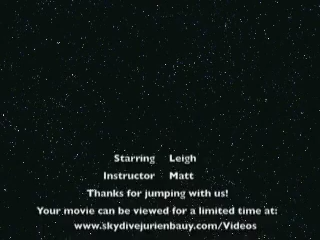 Starring Leigh
Instructor Matt
Thanks for jumping with us!
Your movie can be viewed for a limited time at:
www.skydivejurienbauy.com/Videos